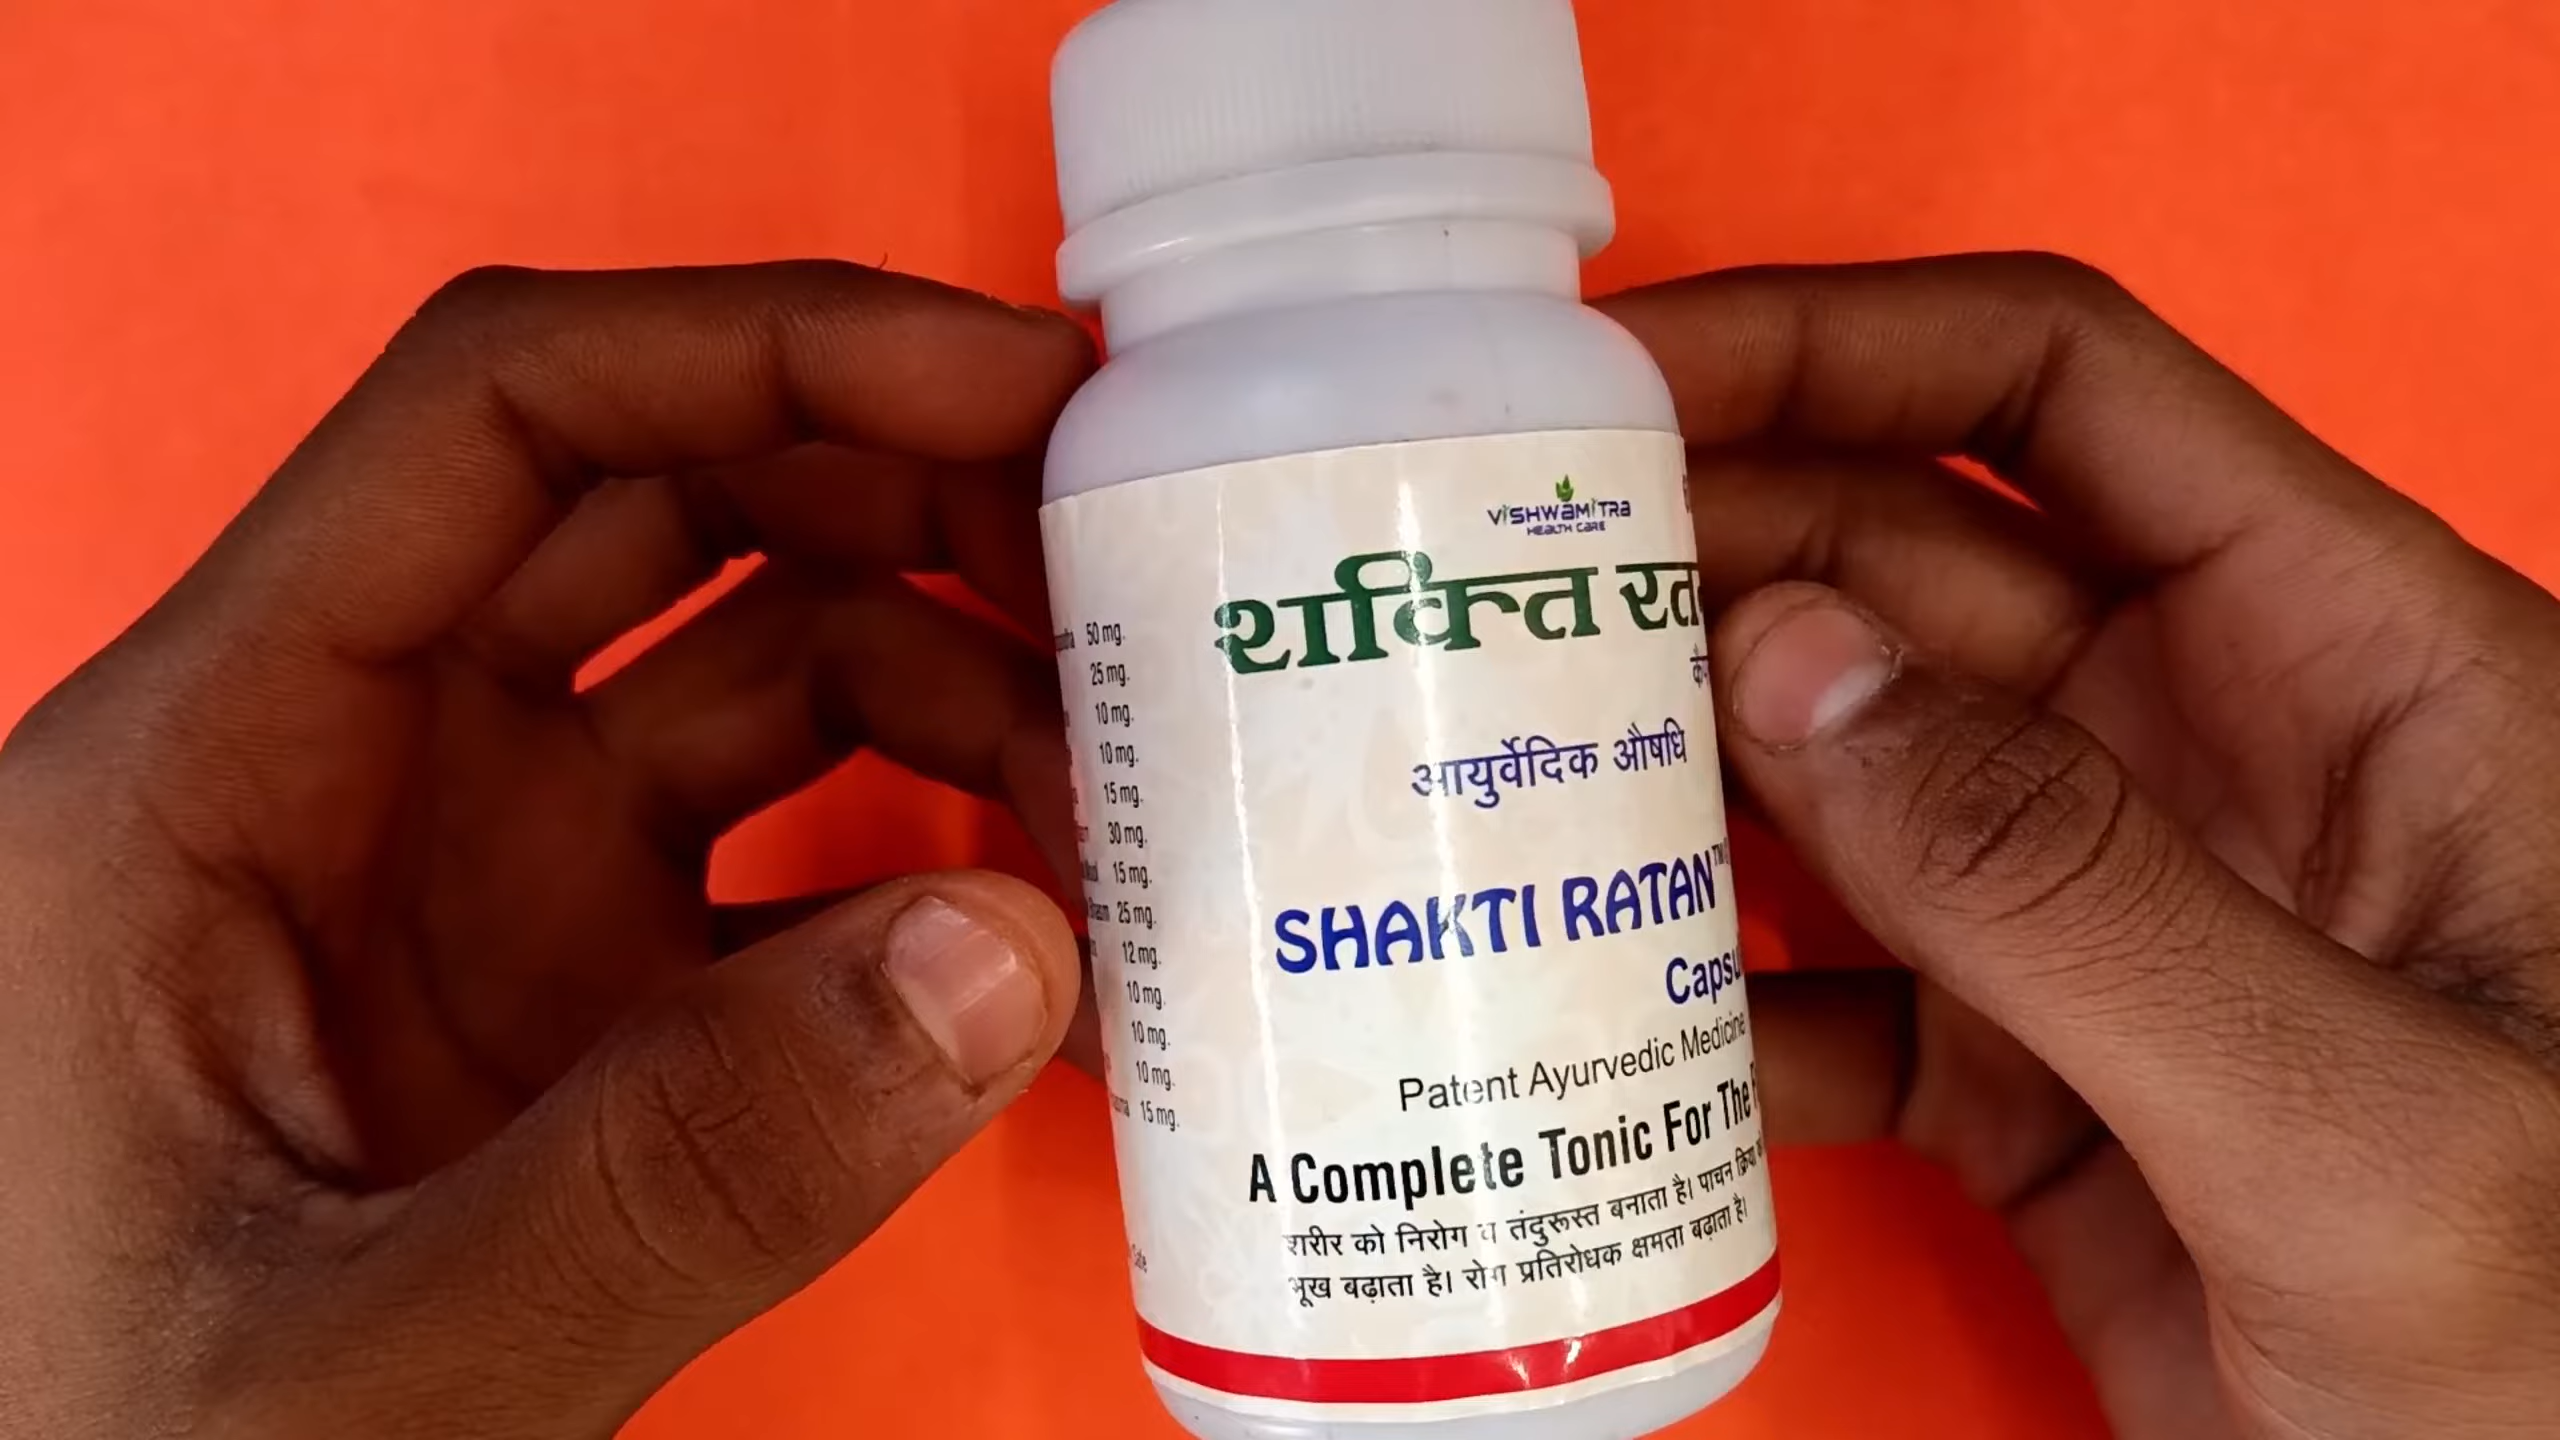 VISHWAMITRA
HEALTH CARE
शक्ति
आयुर्वेदिक औषधि
SHAKTI RATAN™
Patent Ayurvedic Medicine
A Complete Tonic For The
शरीर को निरोग व तंदुरूस्त बनाता है। पाचन क्रिया
भूख बढ़ाता है। रोग प्रतिरोधक क्षमता बढ़ाता है।
50 mg.
25 mg.
10 mg.
10 mg.
15 mg.
30 mg.
15 mg.
25 mg.
12 mg.
10 mg.
10 mg.
10 mg.
15 mg.